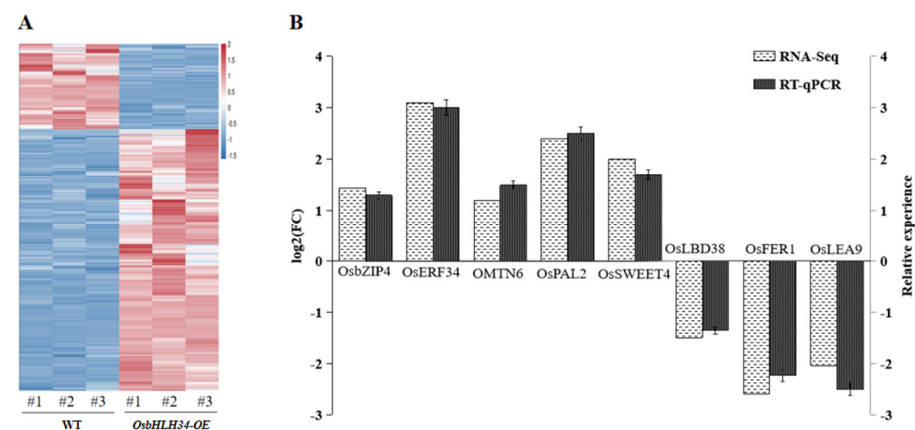 A
2
1.5
1
0.5
0
-0.5
-1
-1.5
#1 #2 #3 #1 #2 #3
WT OsbHLH34-OE
B
RNA-Seq
RT-qPCR
log2(FC)
4
3
2
1
0
-1
-2
-3
OsbZIP4 OsERF34 OMTN6 OsPAL2 OsSWEET4
OsLBD38 OsFER1 OsLEA9
4
3
2
1
0
-1
-2
-3
Relative experience